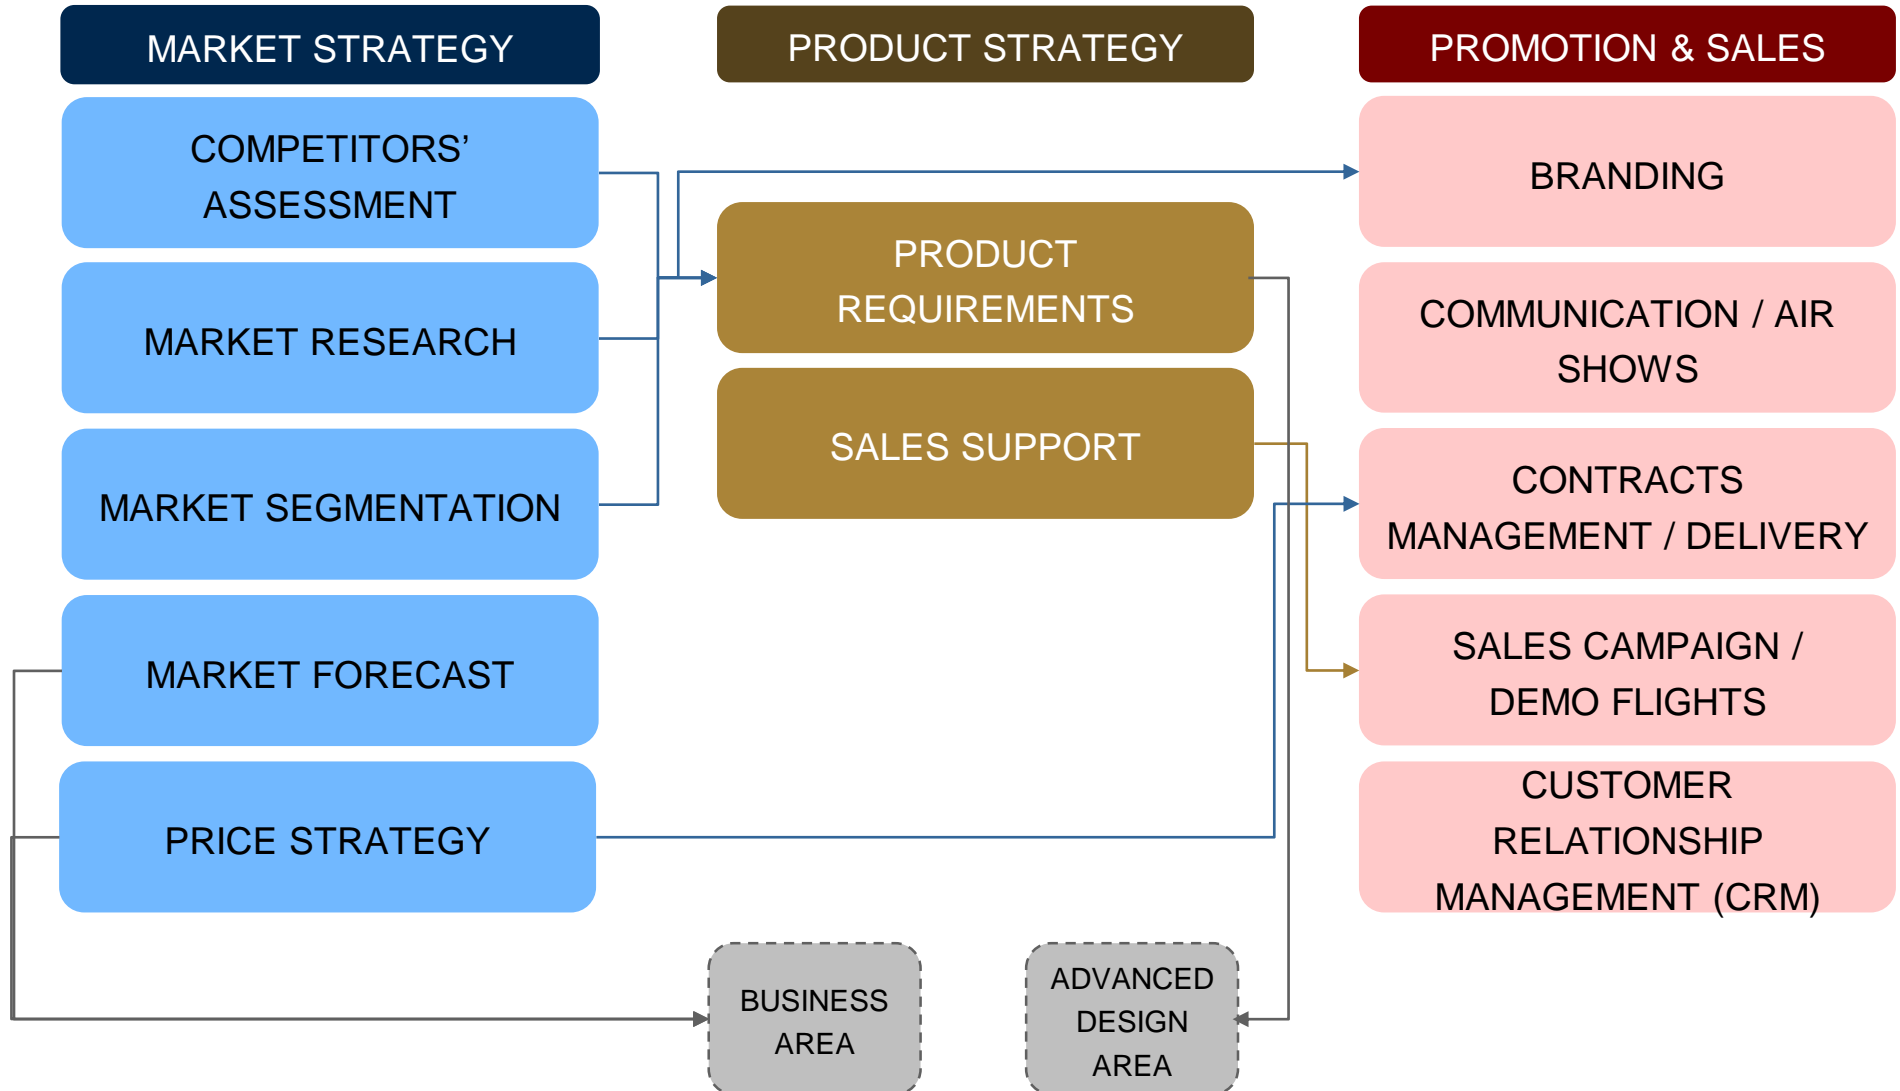 MARKET STRATEGY
COMPETITORS’
ASSESSMENT
MARKET RESEARCH
MARKET SEGMENTATION
MARKET FORECAST
PRICE STRATEGY
PRODUCT STRATEGY
PRODUCT
REQUIREMENTS
SALES SUPPORT
PROMOTION & SALES
BRANDING
COMMUNICATION / AIR
SHOWS
CONTRACTS
MANAGEMENT / DELIVERY
SALES CAMPAIGN /
DEMO FLIGHTS
CUSTOMER
RELATIONSHIP
MANAGEMENT (CRM)
BUSINESS
AREA
ADVANCED
DESIGN
AREA